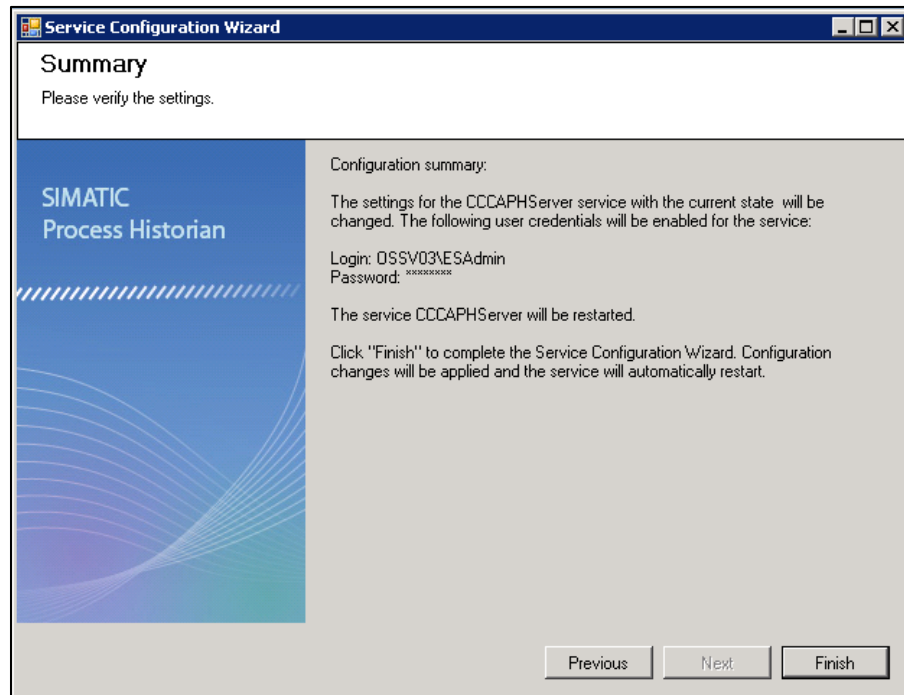 Service Configuration Wizard
Summary
Please verify the settings.
SIMATIC
Process Historian
Configuration summary:
The settings for the CCCAPHServer service with the current state  will be
changed. The following user credentials will be enabled for the service:
Login: OSSV03\ESAdmin
Password: ********
The service CCCAPHServer will be restarted.
Click "Finish" to complete the Service Configuration Wizard. Configuration
changes will be applied and the service will automatically restart.
Previous
Next
Finish